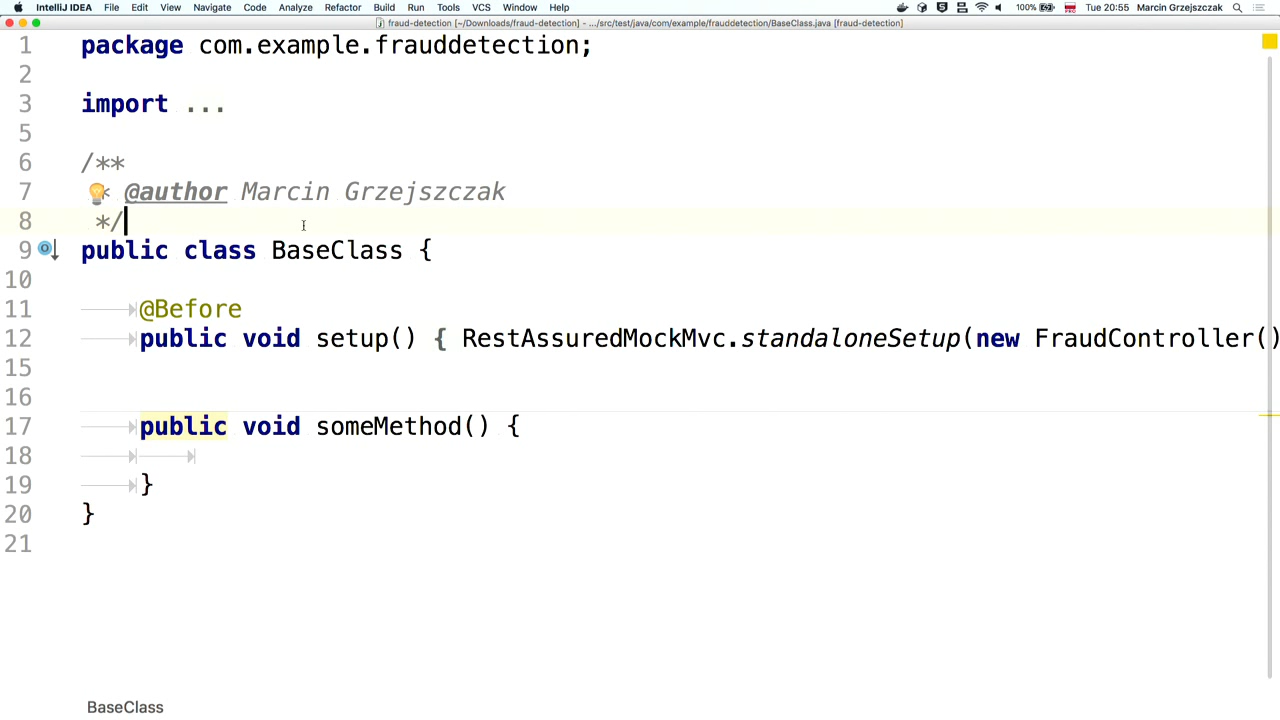 IntelliJ IDEA File Edit View Navigate Code Analyze Refactor Build Run Tools VCS Window Help 100% Tue 20:55 Marcin Grzejszczak
fraud-detection [~/Downloads/fraud-detection] - .../src/test/java/com/example/frauddetection/BaseClass.java [fraud-detection]
1 package com.example.frauddetection;
2
3 import ...
5
6 /**
7 * @author Marcin Grzejszczak
8 */
9 public class BaseClass {
10
11 @Before
12 public void setup() { RestAssuredMockMvc.standaloneSetup(new FraudController()
15
16
17 public void someMethod() {
18
19 }
20 }
21
BaseClass